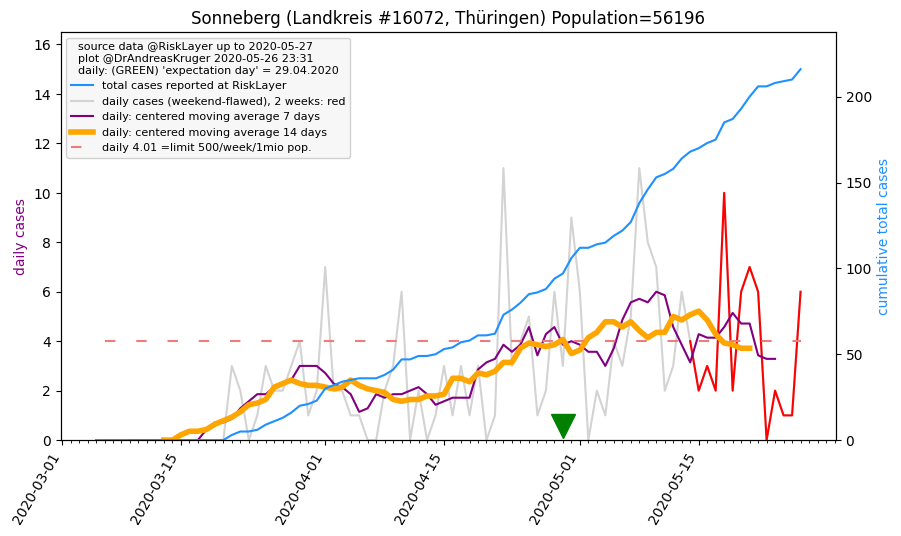 Sonneberg (Landkreis #16072, Thüringen) Population=56196
source data @RiskLayer up to 2020-05-27
plot @DrAndreasKruger 2020-05-26 23:31
daily: (GREEN) 'expectation day' = 29.04.2020
total cases reported at RiskLayer
daily cases (weekend-flawed), 2 weeks: red
daily: centered moving average 7 days
daily: centered moving average 14 days
daily 4.01 =limit 500/week/1mio pop.
daily cases
16
14
12
10
8
6
4
2
0
cumulative total cases
200
150
100
50
0
2020-03-01
2020-03-15
2020-04-01
2020-04-15
2020-05-01
2020-05-15